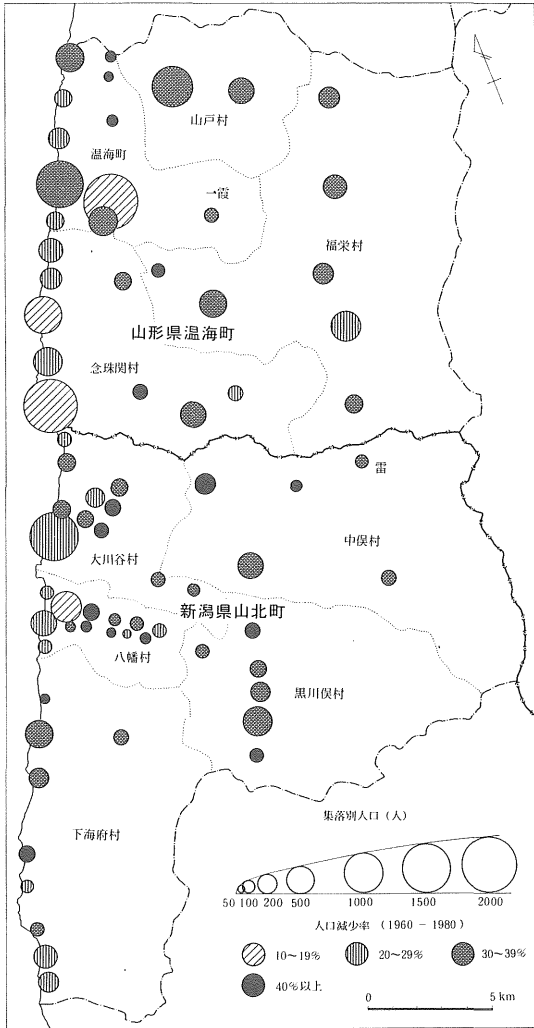 山戸村
温海町
一霞
福栄村
山形県温海町
念珠関村
雷
中俣村
大川谷村
新潟県山北町
八幡村
黒川俣村
下海府村
集落別人口（人）
50 100 200 500 1000 1500 2000
人口減少率 (1960 - 1980)
10〜19% 20〜29% 30〜39%
40%以上
0 5 km